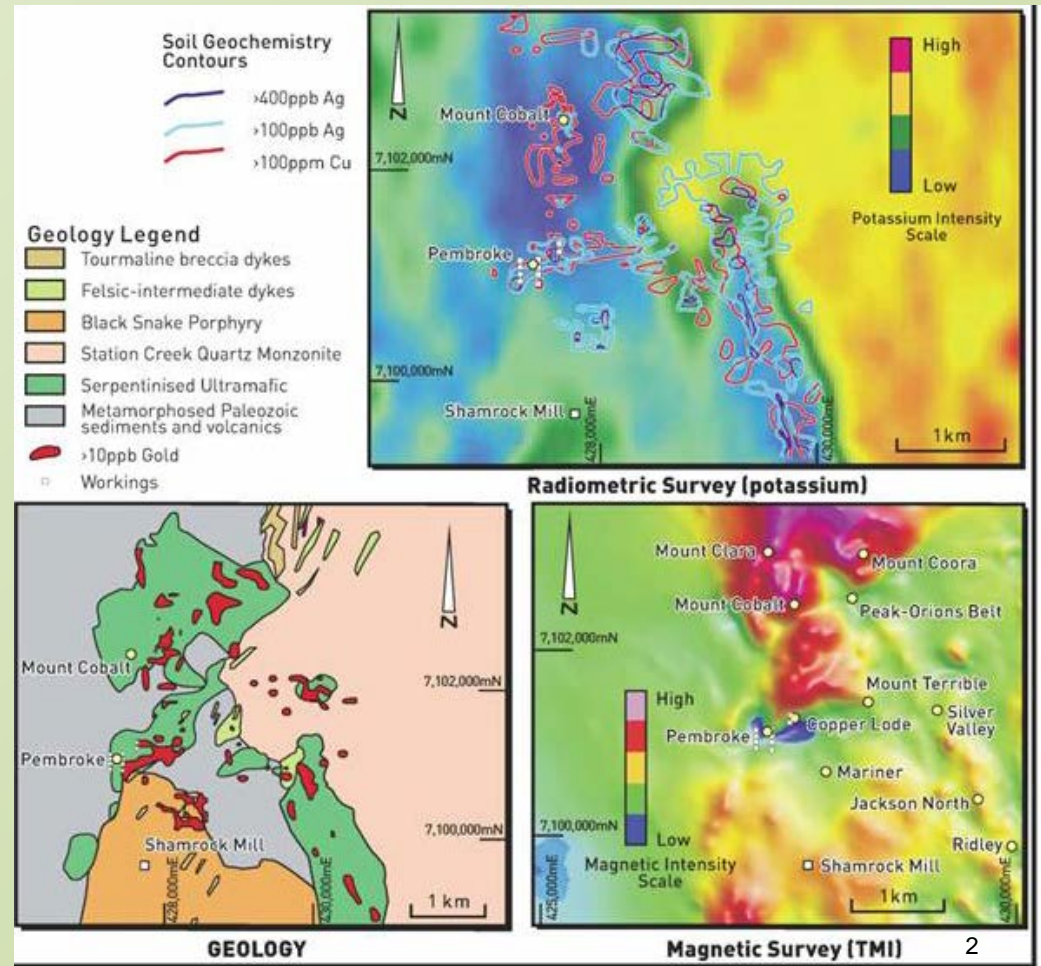 Soil Geochemistry
Contours
>400ppb Ag
>100ppb Ag
>100ppm Cu
Geology Legend
Tourmaline breccia dykes
Felsic-intermediate dykes
Black Snake Porphyry
Station Creek Quartz Monzonite
Serpentinised Ultramafic
Metamorphosed Paleozoic
sediments and volcanics
>10ppb Gold
Workings
N
Mount Cobalt
7,102,000mN
Pembroke
7,100,000mN
Shamrock Mill
428,000mE
430,000mE
High
Low
Potassium Intensity
Scale
1km
Radiometric Survey (potassium)
N
Mount Cobalt
7,102,000mN
Pembroke
7,100,000mN
Shamrock Mill
428,000mE
430,000mE
1 km
GEOLOGY
N
Mount Clara
Mount Coora
Mount Cobalt
Peak-Orions Belt
7,102,000mN
Mount Terrible
High
Silver
Valley
Copper Lode
Pembroke
Mariner
Jackson North
7,100,000mN
Low
Ridley
Magnetic Intensity
Scale
Shamrock Mill
1km
425,000mE
430,000mE
Magnetic Survey (TMI)
2